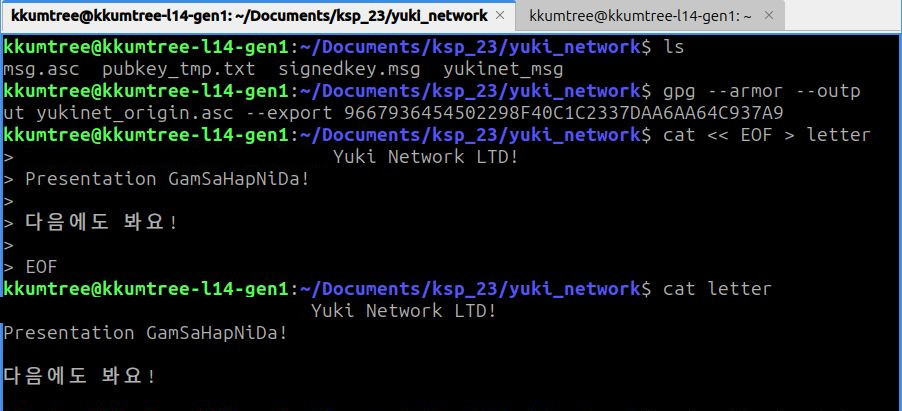 kkumtree@kkumtree-l14-gen1: ~/Documents/ksp_23/yuki_network × kkumtree@kkumtree-l14-gen1: ~ ×
kkumtree@kkumtree-l14-gen1:~/Documents/ksp_23/yuki_network$ ls
msg.asc  pubkey_tmp.txt  signedkey.msg  yukinet_msg
kkumtree@kkumtree-l14-gen1:~/Documents/ksp_23/yuki_network$ gpg --armor --outp
ut yukinet_origin.asc --export 9667936454502298F40C1C2337DAA6AA64C937A9
kkumtree@kkumtree-l14-gen1:~/Documents/ksp_23/yuki_network$ cat << EOF > letter
>                              Yuki Network LTD!
> Presentation GamSaHapNiDa!
>
> 다음에도 봐요!
>
> EOF
kkumtree@kkumtree-l14-gen1:~/Documents/ksp_23/yuki_network$ cat letter
                             Yuki Network LTD!
Presentation GamSaHapNiDa!

다음에도 봐요!